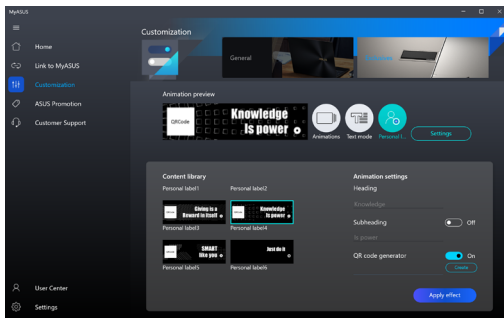 MyASUS
Home
Link to MyASUS
Customization
ASUS Promotion
Customer Support
User Center
Settings
Customization
General
Animation preview
QRCode
Knowledge
Is power
Animations
Text mode
Personal l...
Settings
Content library
Personal label1
Personal label2
Giving is a
Reward in itself
Knowledge
Is power
Personal label3
Personal label4
SMART
like you
Just do it
Personal label5
Personal label6
Animation settings
Heading
Knowledge
Subheading
Off
Is power
QR code generator
On
Create
Apply effect